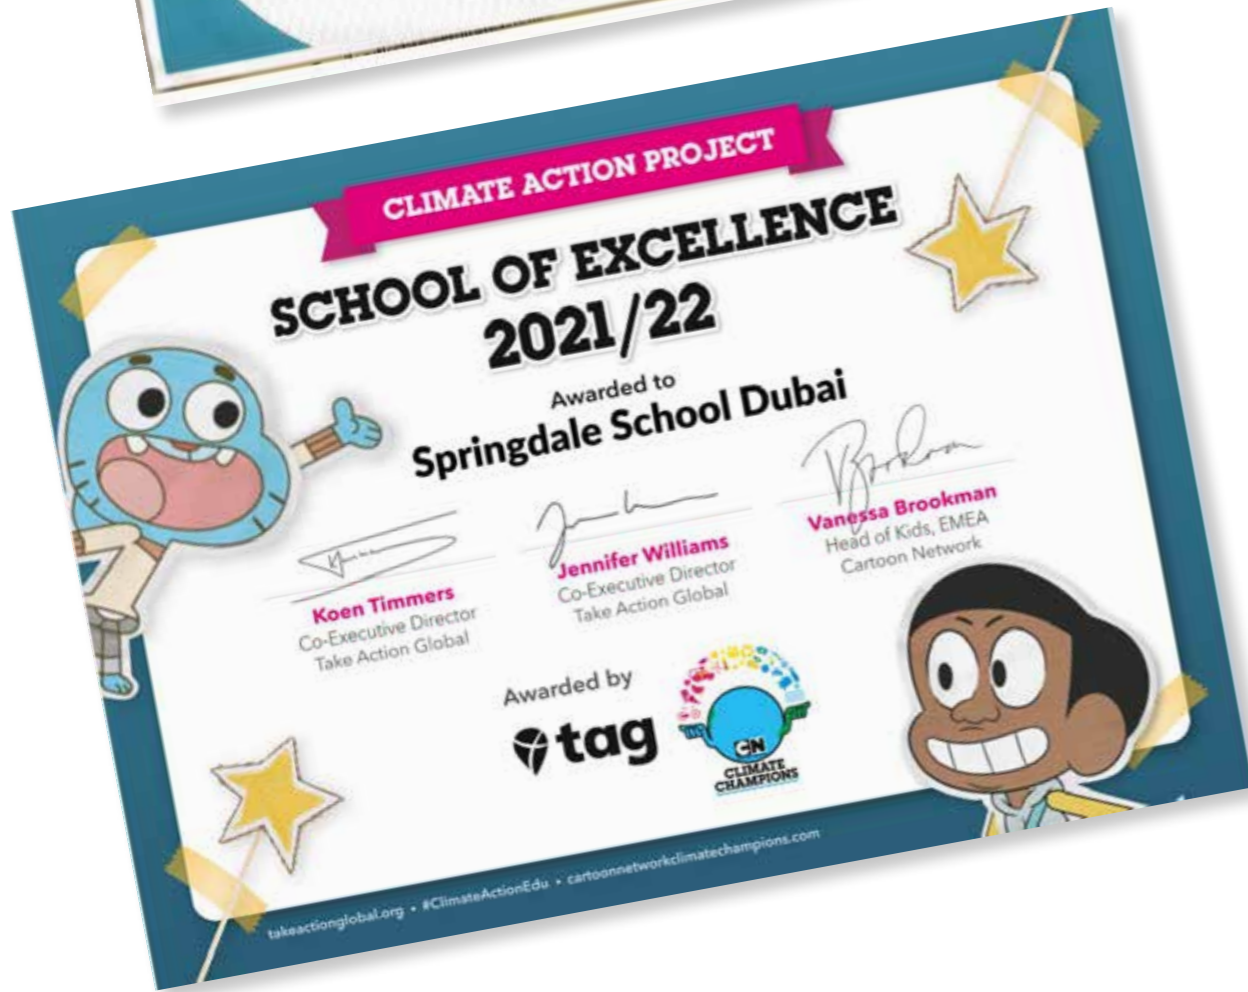 CLIMATE ACTION PROJECT
SCHOOL OF EXCELLENCE
2021/22
Awarded to
Springdale School Dubai
Koen Timmers
Co-Executive Director
Take Action Global
Jennifer Williams
Co-Executive Director
Take Action Global
Vanessa Brookman
Head of Kids, EMEA
Cartoon Network
Awarded by
tag
CN
CLIMATE
CHAMPIONS
takeactionglobal.org • #ClimateActionEdu • cartoonnetworkclimatechampions.com